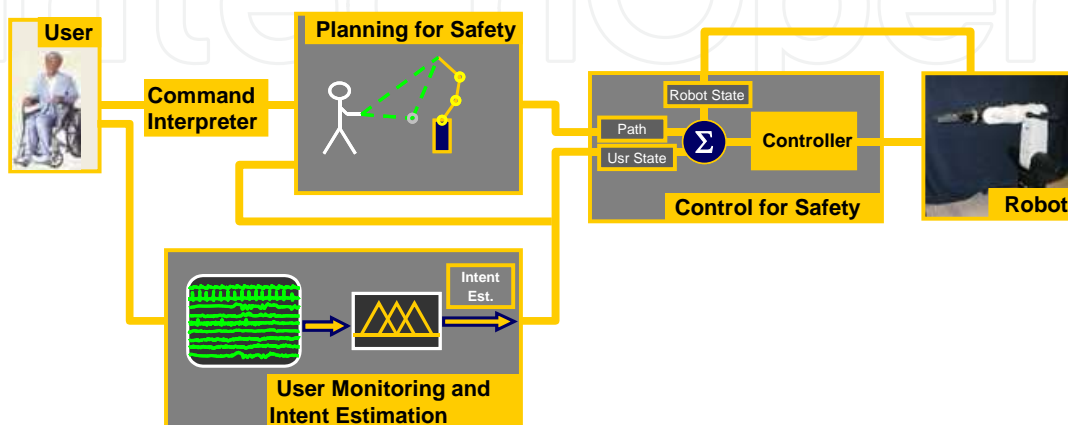 User
Planning for Safety
Command
Interpreter
Robot State
Path
Usr State
Σ
Controller
Control for Safety
Robot
Intent
Est.
User Monitoring and
Intent Estimation